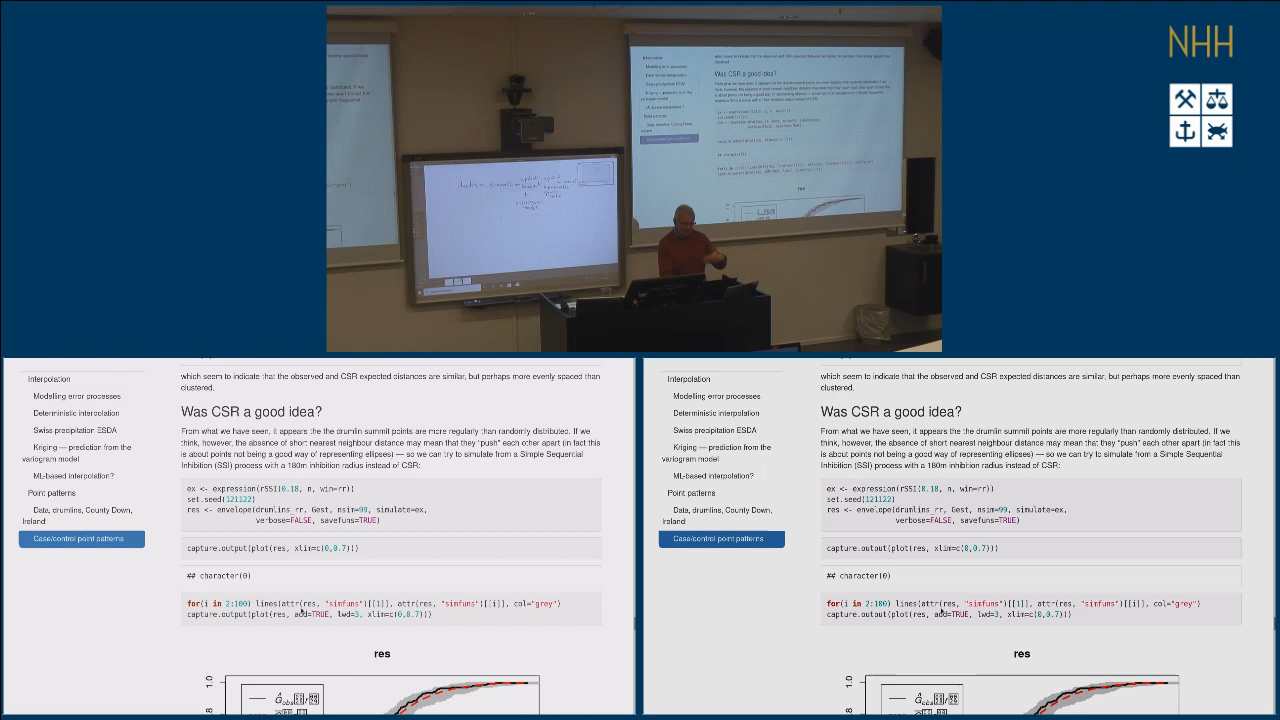 NHH
Interpolation
Modelling error processes
Deterministic interpolation
Swiss precipitation ESDA
Kriging — prediction from the
variogram model
ML-based interpolation?
Point patterns
Data, drumlins, County Down,
Ireland
Case/control point patterns
which seem to indicate that the observed and CSR expected distances are similar, but perhaps more evenly spaced than
clustered.
Was CSR a good idea?
From what we have seen, it appears the the drumlin summit points are more regularly than randomly distributed. If we
think, however, the absence of short nearest neighbour distance may mean that they “push” each other apart (in fact this
is about points not being a good way of representing ellipses) — so we can try to simulate from a Simple Sequential
Inhibition (SSI) process with a 180m inhibition radius instead of CSR:
ex <- expression(rSSI(0.18, n, win=rr))
set.seed(121122)
res <- envelope(drumlins_rr, Gest, nsim=99, simulate=ex,
verbose=FALSE, savefuns=TRUE)
capture.output(plot(res, xlim=c(0,0.7)))
## character(0)
for(i in 2:100) lines(attr(res, "simfuns")[[1]], attr(res, "simfuns")[[i]], col="grey")
capture.output(plot(res, add=TRUE, lwd=3, xlim=c(0,0.7)))
res
1.0
Interpolation
Modelling error processes
Deterministic interpolation
Swiss precipitation ESDA
Kriging — prediction from the
variogram model
ML-based interpolation?
Point patterns
Data, drumlins, County Down,
Ireland
Case/control point patterns
which seem to indicate that the observed and CSR expected distances are similar, but perhaps more evenly spaced than
clustered.
Was CSR a good idea?
From what we have seen, it appears the the drumlin summit points are more regularly than randomly distributed. If we
think, however, the absence of short nearest neighbour distance may mean that they “push” each other apart (in fact this
is about points not being a good way of representing ellipses) — so we can try to simulate from a Simple Sequential
Inhibition (SSI) process with a 180m inhibition radius instead of CSR:
ex <- expression(rSSI(0.18, n, win=rr))
set.seed(121122)
res <- envelope(drumlins_rr, Gest, nsim=99, simulate=ex,
verbose=FALSE, savefuns=TRUE)
capture.output(plot(res, xlim=c(0,0.7)))
## character(0)
for(i in 2:100) lines(attr(res, "simfuns")[[1]], attr(res, "simfuns")[[i]], col="grey")
capture.output(plot(res, add=TRUE, lwd=3, xlim=c(0,0.7)))
res
1.0